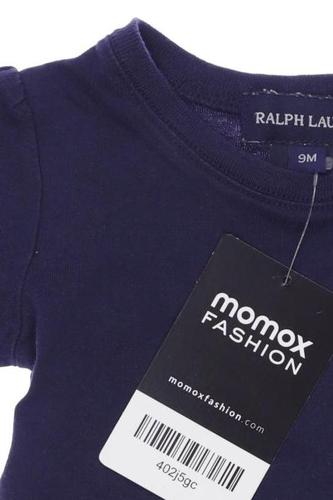 RALPH LAU
9M
momox
FASHION
momoxfashion.com
402j5gc